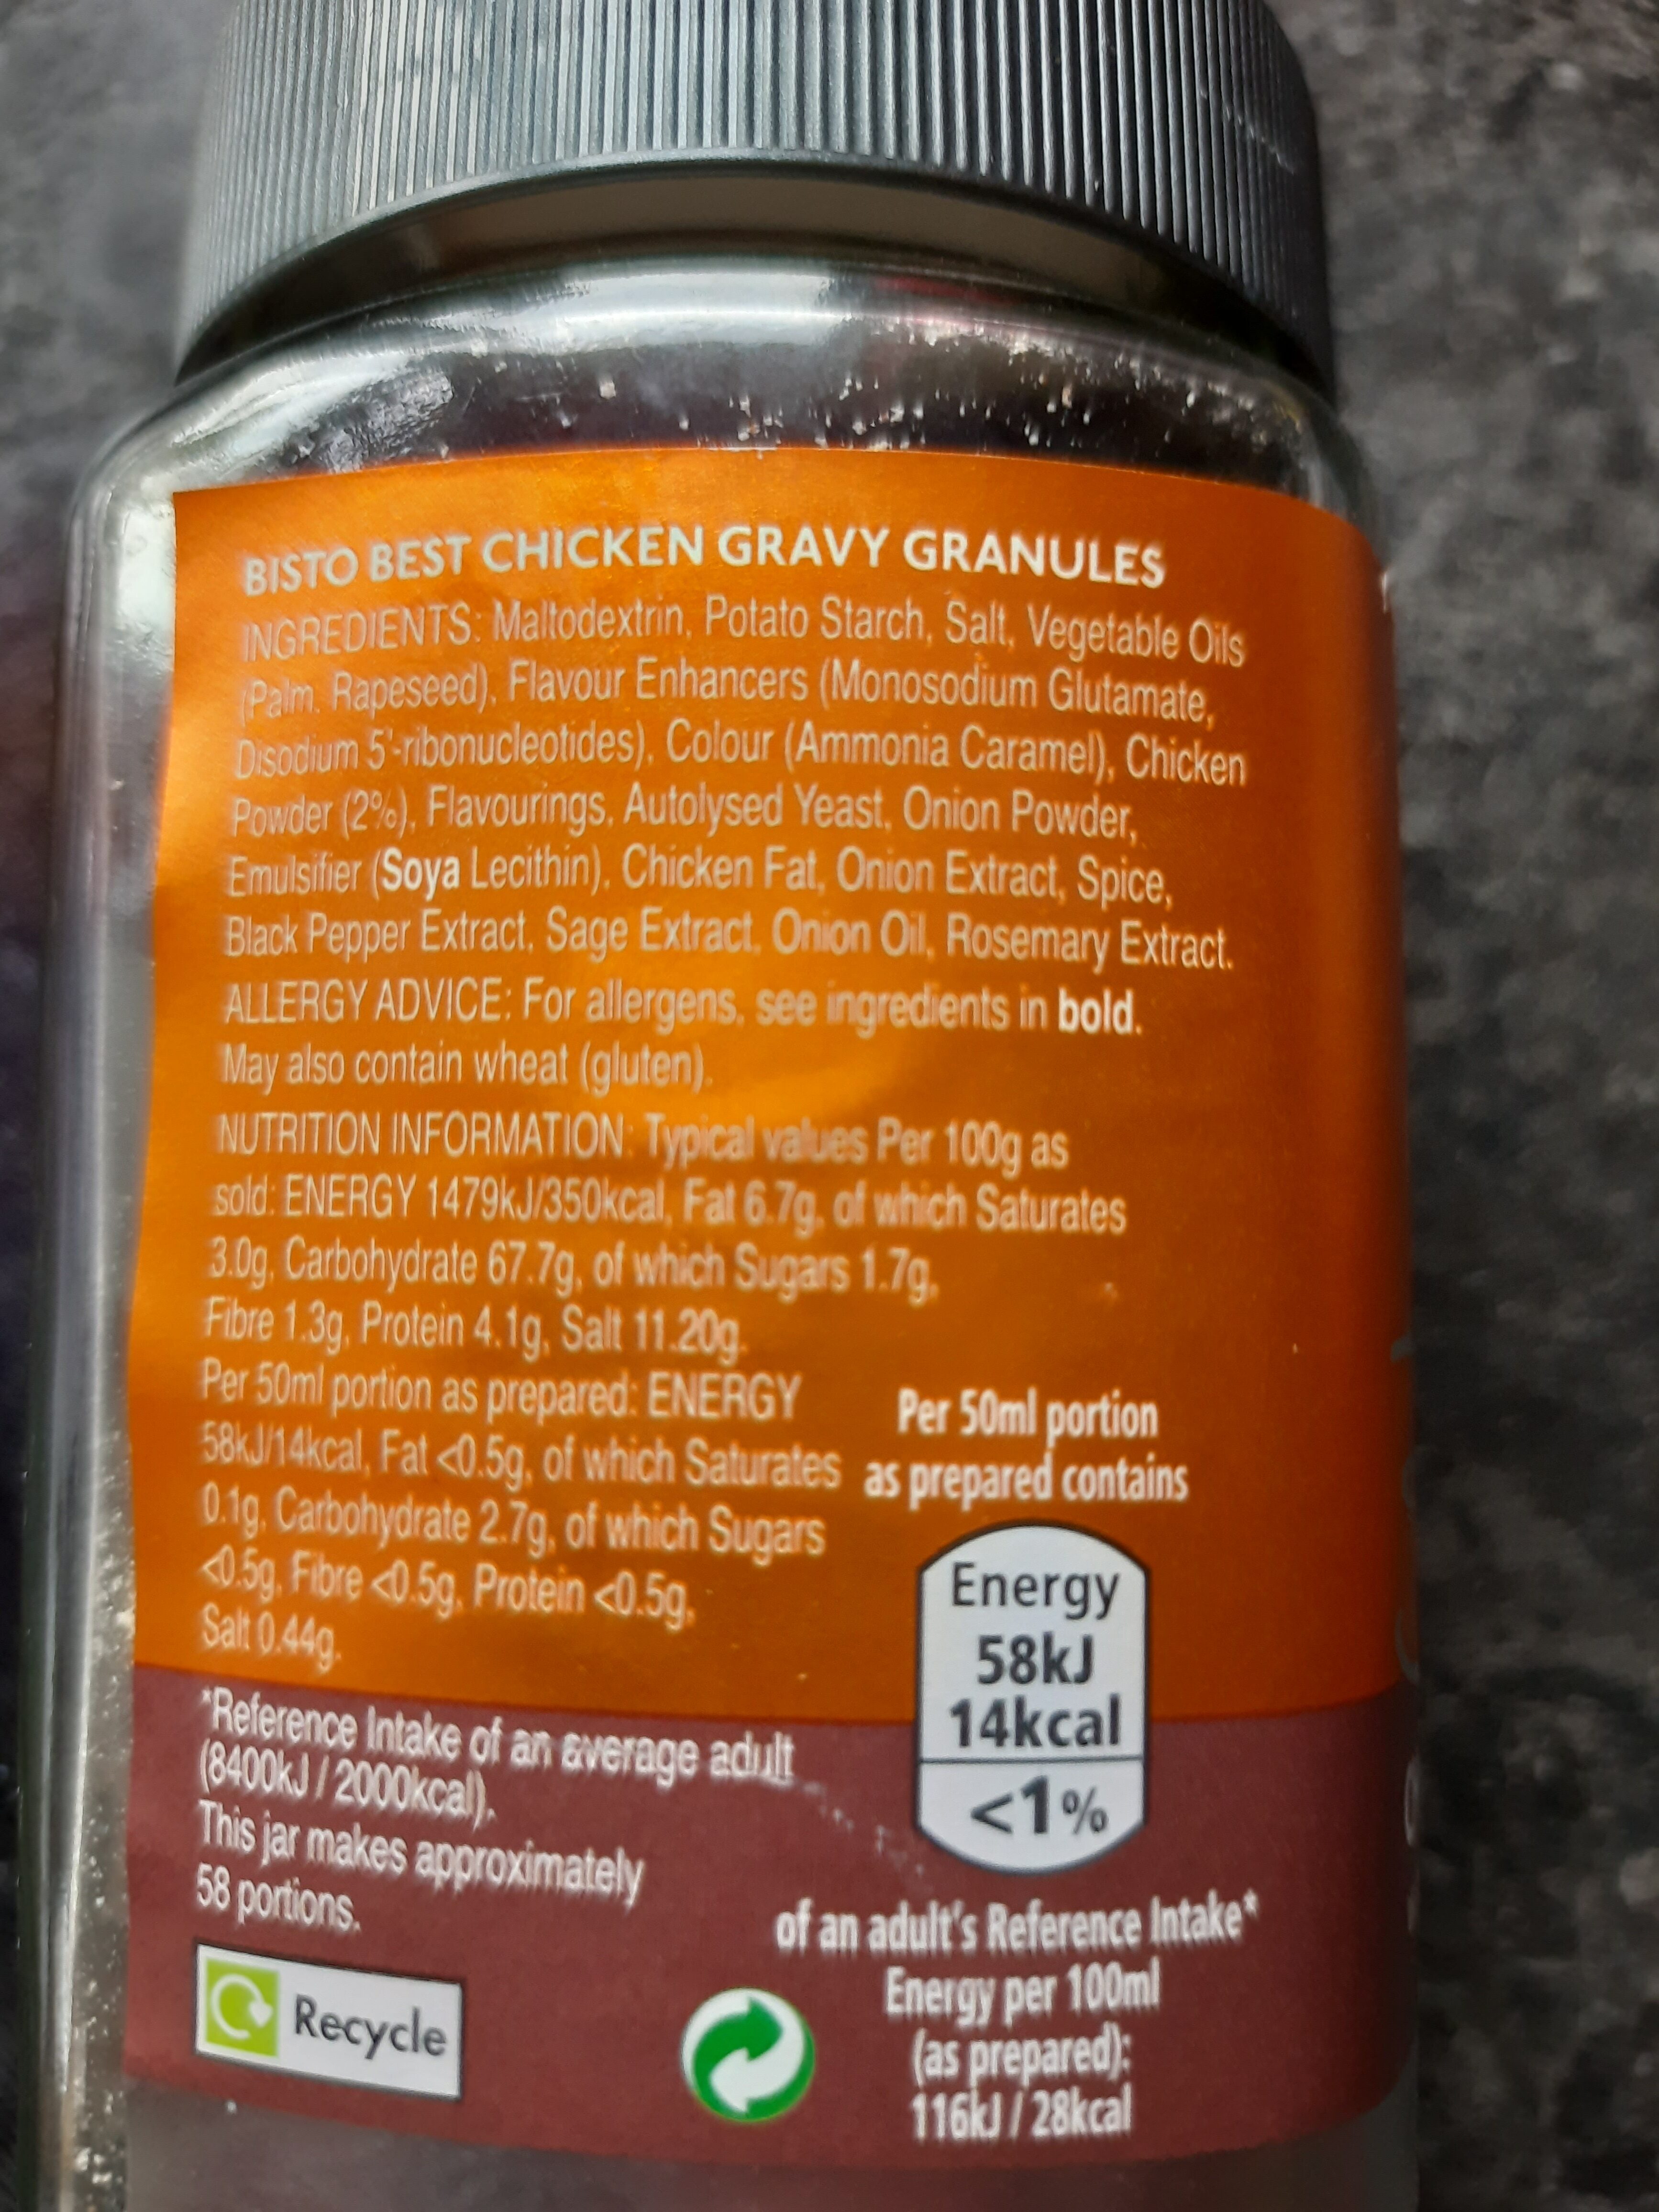 BISTO BEST CHICKEN GRAVY GRANULES
INGREDIENTS: Maltodextrin, Potato Starch, Salt, Vegetable Oils
(Palm, Rapeseed), Flavour Enhancers (Monosodium Glutamate,
Disodium 5'-ribonucleotides), Colour (Ammonia Caramel), Chicken
Powder (2%), Flavourings, Autolysed Yeast, Onion Powder,
Emulsifier (Soya Lecithin), Chicken Fat, Onion Extract, Spice,
Black Pepper Extract, Sage Extract, Onion Oil, Rosemary Extract.
ALLERGY ADVICE: For allergens, see ingredients in bold.
May also contain wheat (gluten).
NUTRITION INFORMATION: Typical values Per 100g as
sold: ENERGY 1479kJ/350kcal, Fat 6.7g, of which Saturates
3.0g, Carbohydrate 67.7g, of which Sugars 1.7g,
Fibre 1.3g, Protein 4.1g, Salt 11.20g.
Per 50ml portion as prepared: ENERGY
58kJ/14kcal, Fat <0.5g, of which Saturates
0.1g, Carbohydrate 2.7g, of which Sugars
<0.5g, Fibre <0.5g, Protein <0.5g,
Salt 0.44g.
*Reference Intake of an average adult
(8400kJ / 2000kcal).
This jar makes approximately
58 portions.
Recycle
Per 50ml portion
as prepared contains
Energy
58kJ
14kcal
<1%
of an adult's Reference Intake*
Energy per 100ml
(as prepared):
116kJ / 28kcal